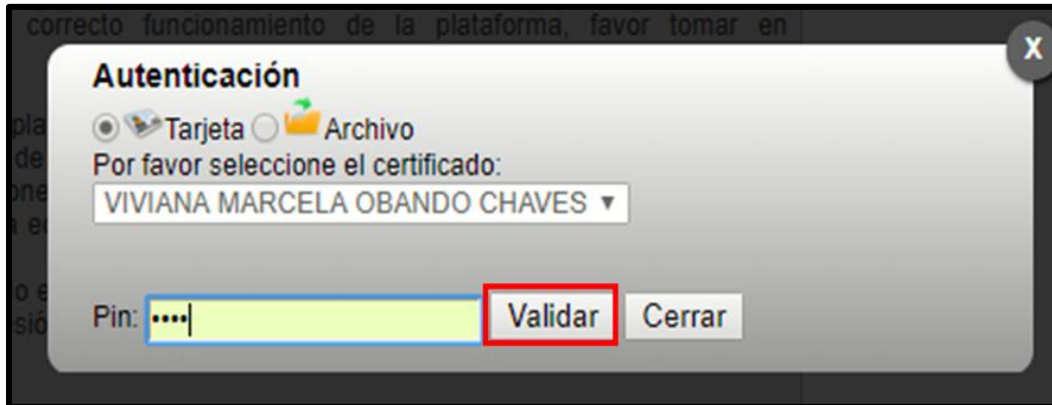 correcto funcionamiento de la plataforma, favor tomar en
X
Autenticación
Tarjeta Archivo
Por favor seleccione el certificado:
VIVIANA MARCELA OBANDO CHAVES
Pin: •••• Validar Cerrar